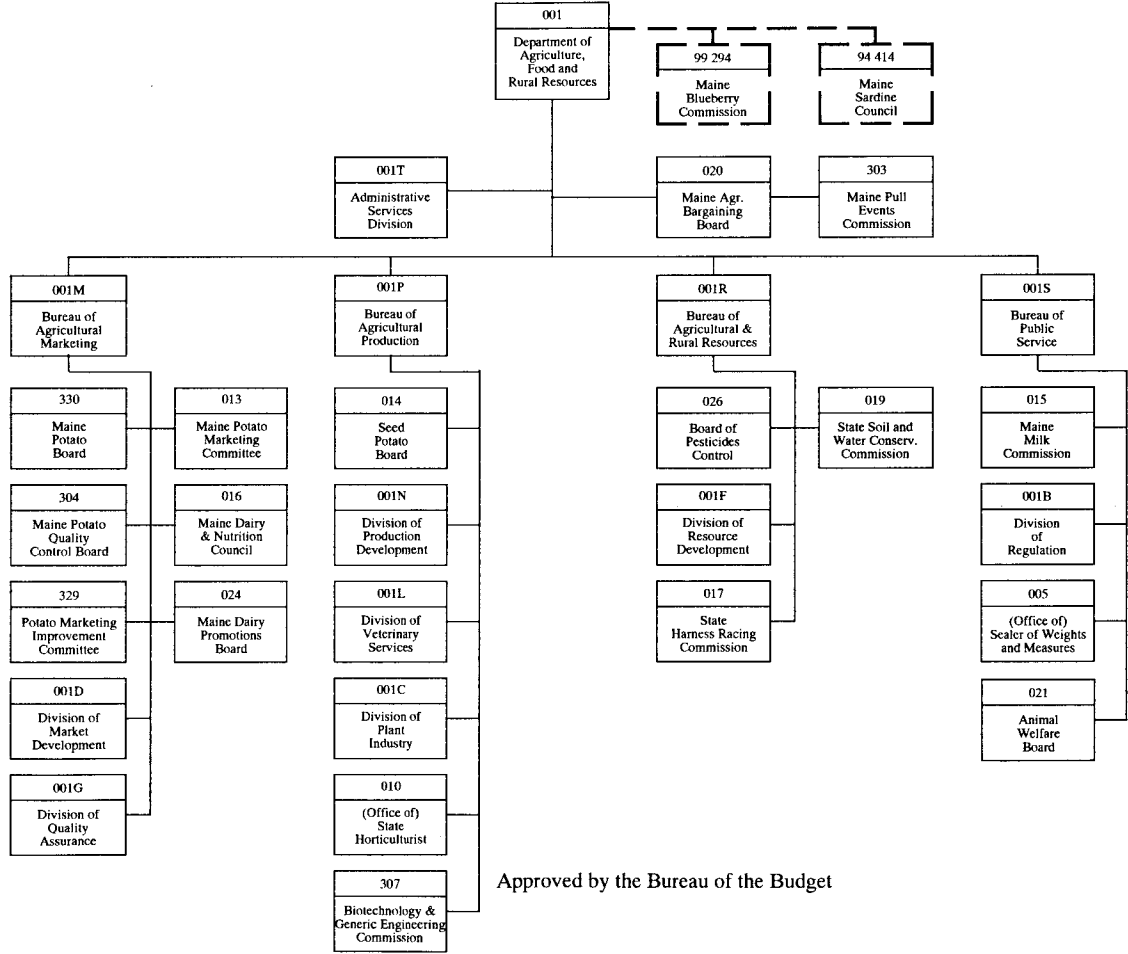 001
Department of
Agriculture,
Food and
Rural Resources
99 294
Maine
Blueberry
Commission
94 414
Maine
Sardine
Council
001T
Administrative
Services
Division
020
Maine Agr.
Bargaining
Board
303
Maine Pull
Events
Commission
001M
Bureau of
Agricultural
Marketing
001P
Bureau of
Agricultural
Production
001R
Bureau of
Agricultural &
Rural Resources
001S
Bureau of
Public
Service
330
Maine
Potato
Board
013
Maine Potato
Marketing
Committee
014
Seed
Potato
Board
026
Board of
Pesticides
Control
019
State Soil and
Water Conserv.
Commission
015
Maine
Milk
Commission
304
Maine Potato
Quality
Control Board
016
Maine Dairy
& Nutrition
Council
001N
Division of
Production
Development
001F
Division of
Resource
Development
001B
Division
of
Regulation
329
Potato Marketing
Improvement
Committee
024
Maine Dairy
Promotions
Board
001L
Division of
Veterinary
Services
017
State
Harness Racing
Commission
005
(Office of)
Sealer of Weights
and Measures
001D
Division of
Market
Development
001C
Division of
Plant
Industry
021
Animal
Welfare
Board
001G
Division of
Quality
Assurance
010
(Office of)
State
Horticulturist
307
Biotechnology &
Generic Engineering
Commission
Approved by the Bureau of the Budget